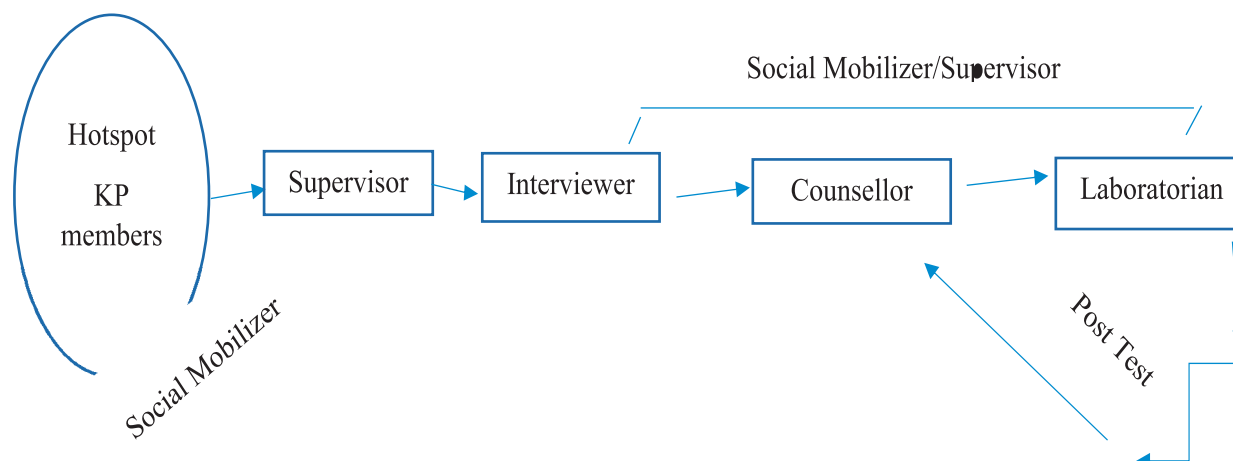 Social Mobilizer/Supervisor
Hotspot
KP
members
Supervisor
Interviewer
Counsellor
Laboratorian
Social Mobilizer
Post Test